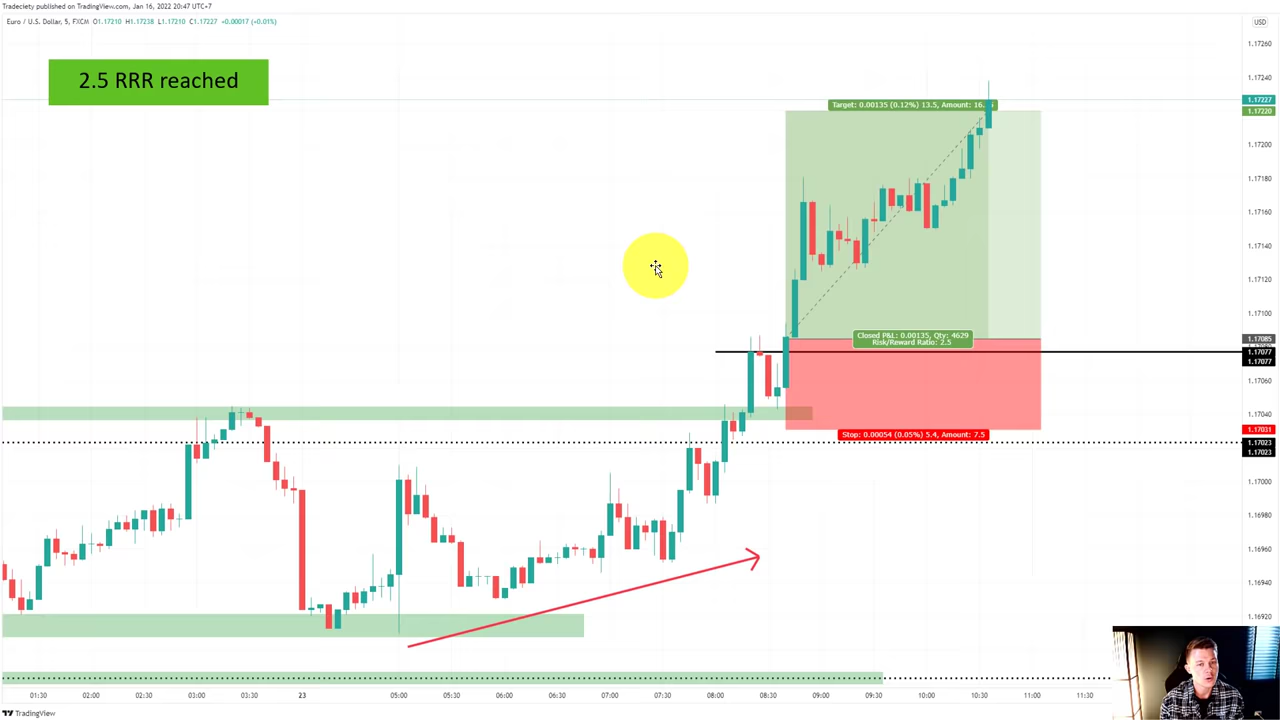 Tradeciety published on TradingView.com, Jan 16, 2022 20:47 UTC+7
Euro / U.S. Dollar, 5, FXCM O1.17210 H1.17238 L1.17210 C1.17227 +0.00017 (+0.01%)
USD
2.5 RRR reached
1.17260
1.17240
1.17227
1.17220
Target: 0.00135 (0.12%) 13.5, Amount: 16.
1.17200
1.17180
1.17160
1.17140
1.17120
1.17100
Closed P&L: 0.00135, Qty: 4629
Risk/Reward Ratio: 2.5
1.17085
1.17077
1.17077
1.17060
1.17040
Stop: 0.00054 (0.05%) 5.4, Amount: 7.5
1.17031
1.17023
1.17023
1.17000
1.16980
1.16960
1.16940
1.16920
01:30 02:00 02:30 03:00 03:30 23 05:00 05:30 06:00 06:30 07:00 07:30 08:00 08:30 09:00 09:30 10:00 10:30 11:00 11:30
TradingView